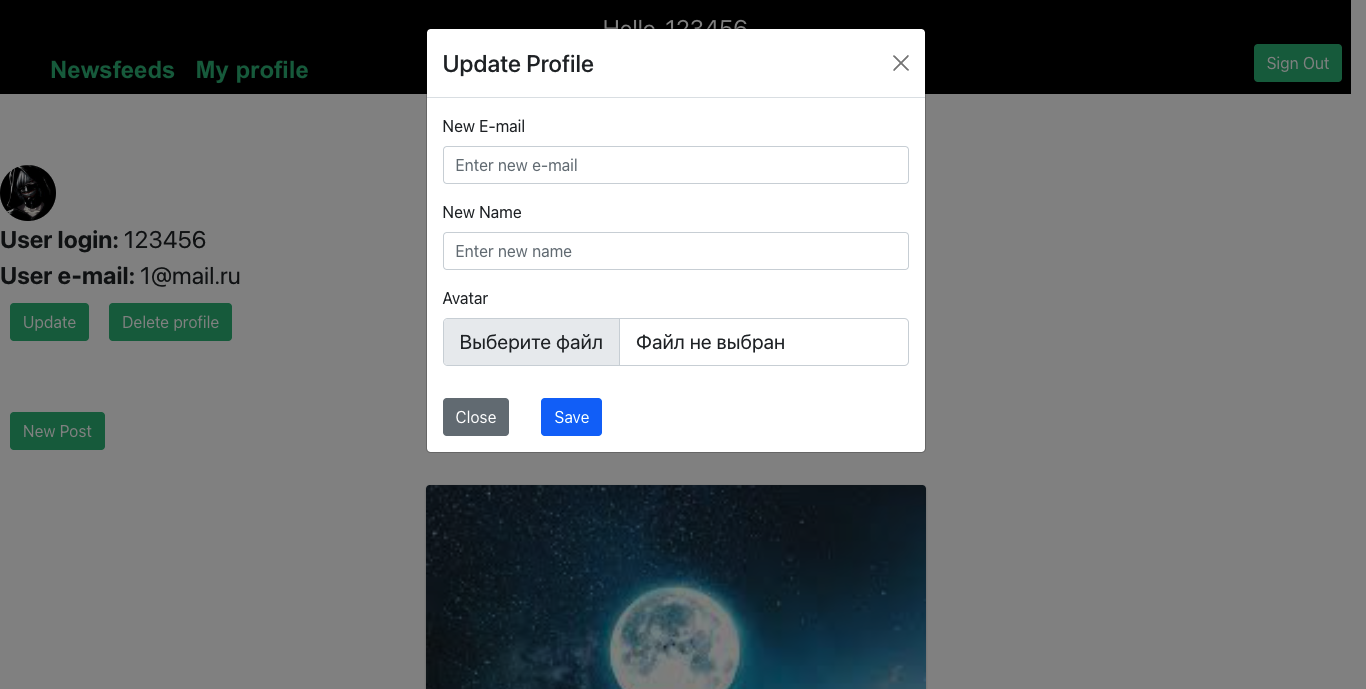 Hello, 123456
Newsfeeds My profile
Sign Out
Update Profile
New E-mail
Enter new e-mail
New Name
Enter new name
Avatar
Выберите файл Файл не выбран
Close Save
User login: 123456
User e-mail: 1@mail.ru
Update Delete profile
New Post